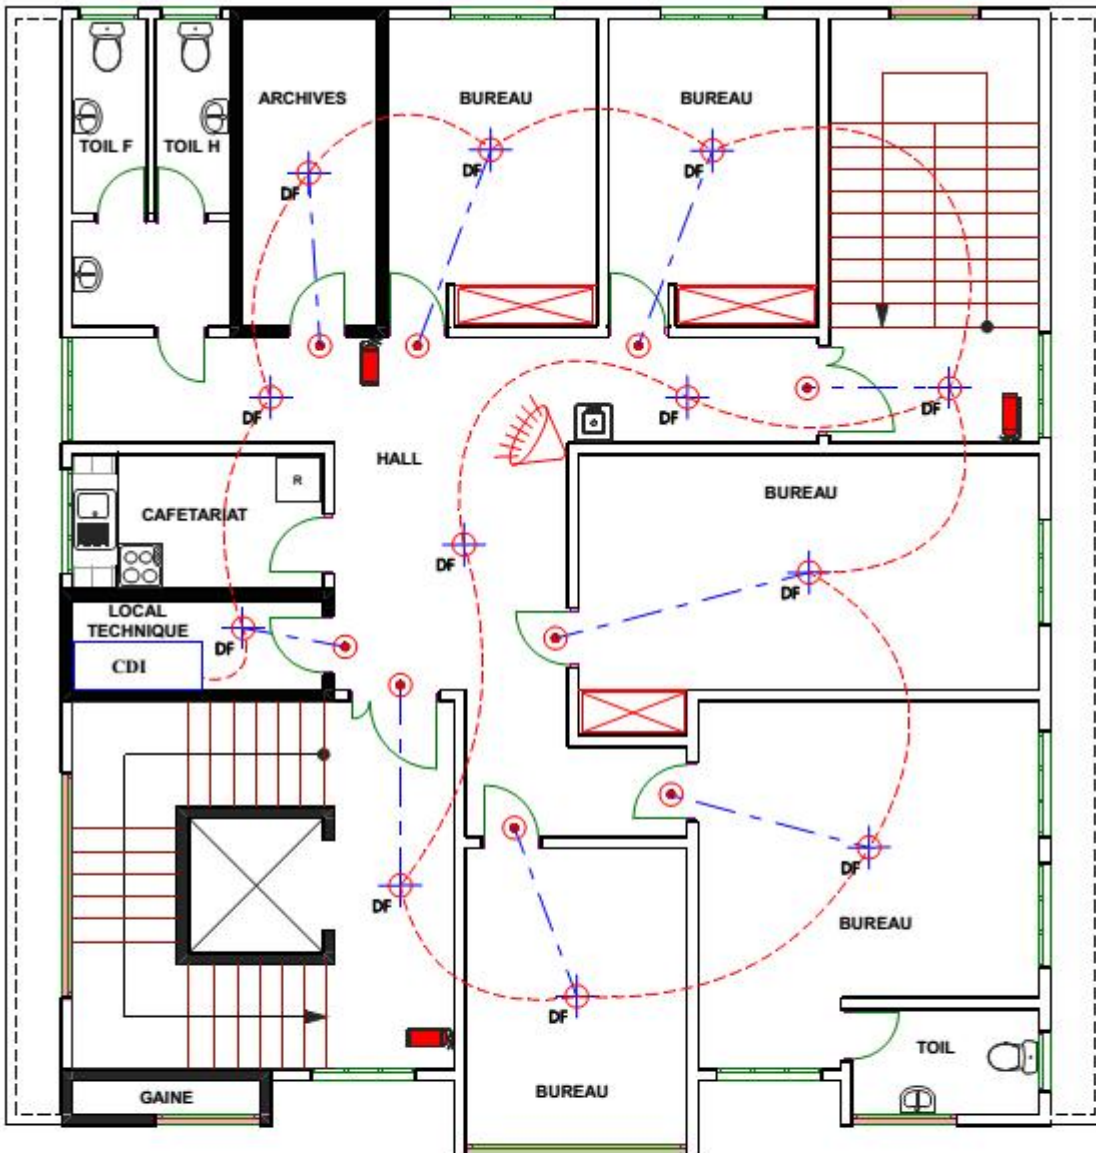 ARCHIVES
BUREAU
BUREAU
TOIL F
TOIL H
DF
DF
DF
DF
DF
DF
HALL
R
CAFETARIAT
BUREAU
DF
DF
LOCAL
TECHNIQUE
DF
CDI
DF
DF
BUREAU
DF
TOIL
BUREAU
GAINE